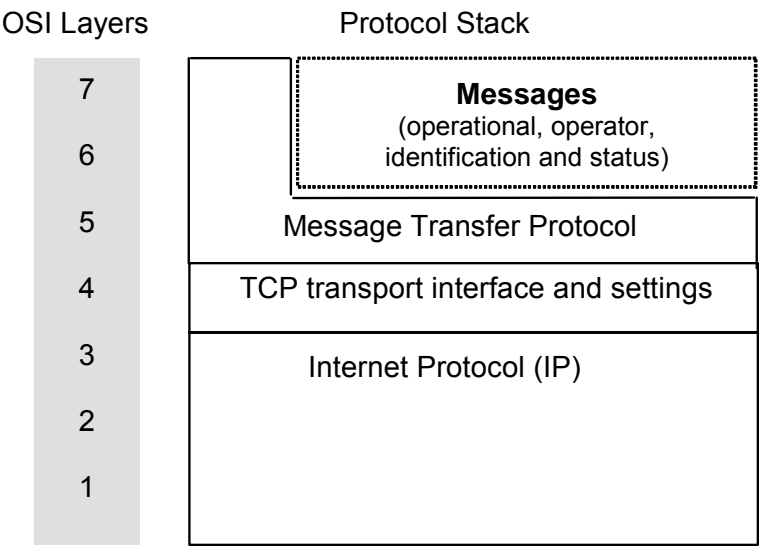 OSI Layers
Protocol Stack
7
Messages
(operational, operator,
identification and status)
6
5
Message Transfer Protocol
4
TCP transport interface and settings
3
Internet Protocol (IP)
2
1